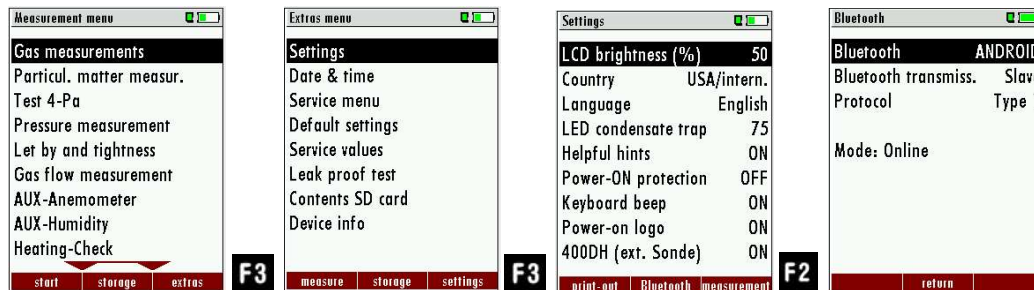 Measurement menu
Gas measurements
Particul. matter measur.
Test 4-Pa
Pressure measurement
Let by and tightness
Gas flow measurement
AUX-Anemometer
AUX-Humidity
Heating-Check
start storage extras
F3
Extras menu
Settings
Date & time
Service menu
Default settings
Service values
Leak proof test
Contents SD card
Device info
measure storage settings
F3
Settings
LCD brightness (%) 50
Country USA/intern.
Language English
LED condensate trap 75
Helpful hints ON
Power-ON protection OFF
Keyboard beep ON
Power-on logo ON
400DH (ext. Sonde) ON
print-out Bluetooth measurement
F2
Bluetooth
Bluetooth ANDROID
Bluetooth transmiss. Slav
Protocol Type
Mode: Online
return